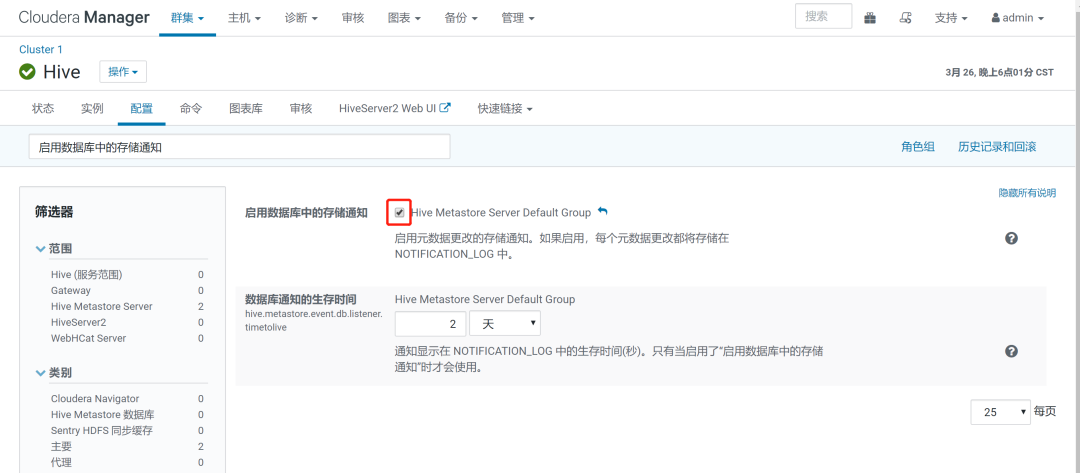 Cloudera Manager 群集 主机 诊断 审核 图表 备份 管理 搜索 支持 admin
Cluster 1
Hive 操作 3月 26, 晚上6点01分 CST
状态 实例 配置 命令 图表库 审核 HiveServer2 Web UI 快速链接
启用数据库中的存储通知 角色组 历史记录和回滚
隐藏所有说明
筛选器
范围
Hive (服务范围) 0
Gateway 0
Hive Metastore Server 2
HiveServer2 0
WebHCat Server 0
类别
Cloudera Navigator 0
Hive Metastore 数据库 0
Sentry HDFS 同步缓存 0
主要 2
代理 0
启用数据库中的存储通知 Hive Metastore Server Default Group
启用元数据更改的存储通知。如果启用，每个元数据更改都将存储在
NOTIFICATION_LOG 中。
数据库通知的生存时间 Hive Metastore Server Default Group
hive.metastore.event.db.listener.
timetolive
2 天
通知显示在 NOTIFICATION_LOG 中的生存时间(秒)。只有当启用了“启用数据库中的存储
通知”时才会使用。
25 每页